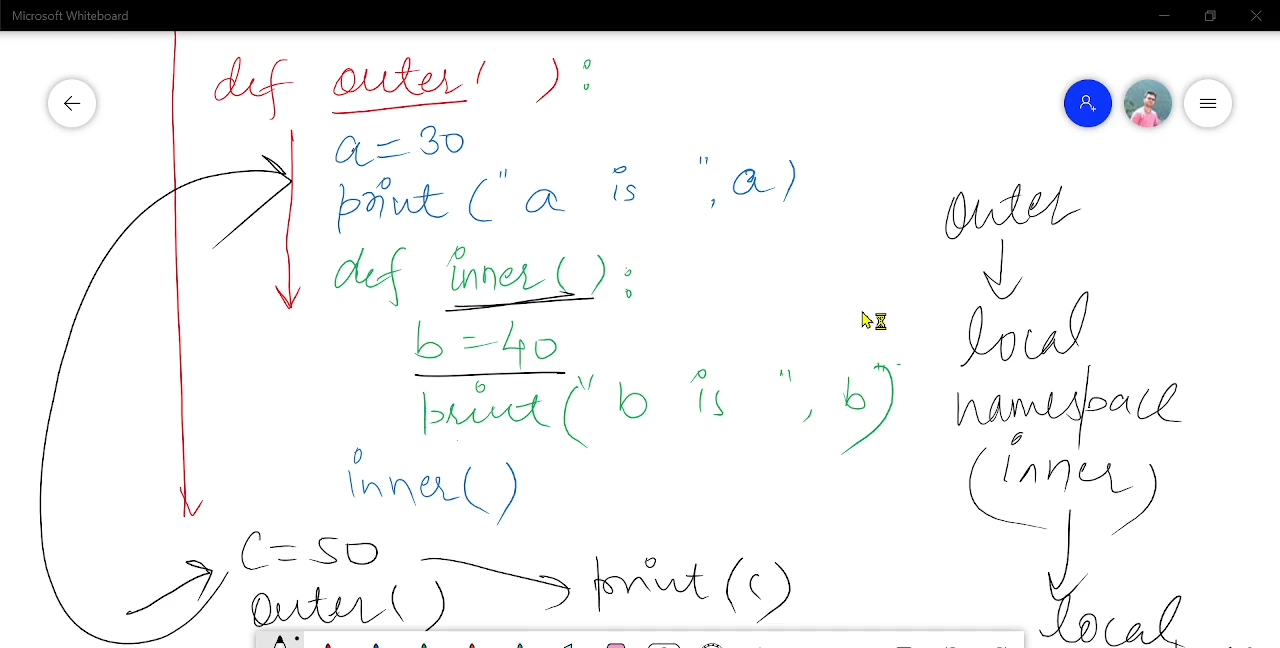 Microsoft Whiteboard
def outer( ):
a=30
print(" a is ", a)
def inner():
b=40
print(" b is ", b)
inner()
c=50
outer()
print(c)
outer
local
namespace
(inner)
local